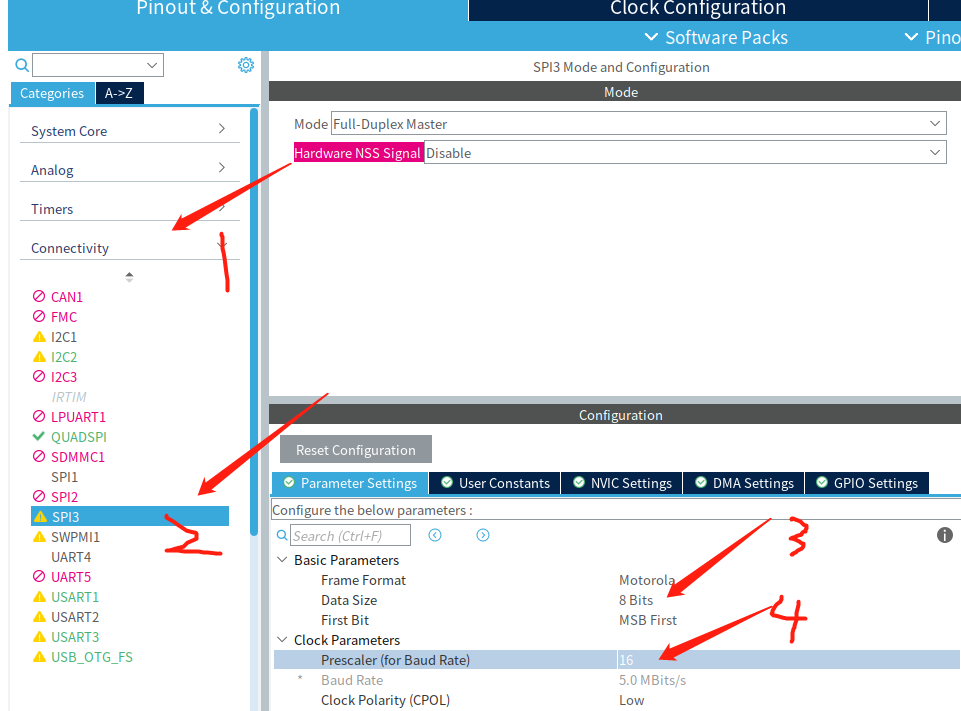 Pinout & Configuration
Clock Configuration
Software Packs
Pino
SPI3 Mode and Configuration
Categories
A->Z
Mode
System Core
Mode Full-Duplex Master
Hardware NSS Signal Disable
Analog
Timers
Connectivity
1
CAN1
FMC
I2C1
I2C2
I2C3
IRTIM
LPUART1
QUADSPI
SDMMC1
SPI1
SPI2
SPI3
2
SWPMI1
UART4
UART5
USART1
USART2
USART3
USB_OTG_FS
Configuration
Reset Configuration
Parameter Settings
User Constants
NVIC Settings
DMA Settings
GPIO Settings
Configure the below parameters :
Search (Ctrl+F)
3
Basic Parameters
Frame Format Motorola
Data Size 8 Bits
First Bit MSB First
4
Clock Parameters
Prescaler (for Baud Rate) 16
* Baud Rate 5.0 MBits/s
Clock Polarity (CPOL) Low